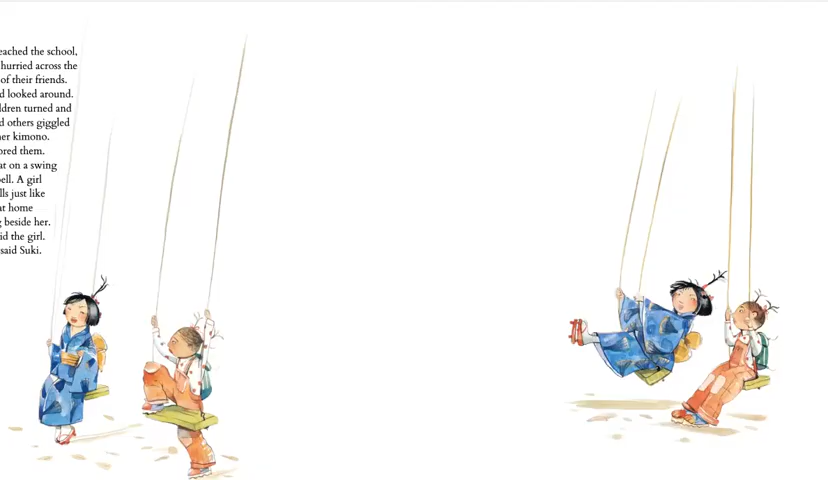 eached the school,
hurried across the
of their friends.
d looked around.
ldren turned and
d others giggled
her kimono.
ored them.
at on a swing
ell. A girl
lls just like
at home
g beside her.
id the girl.
said Suki.